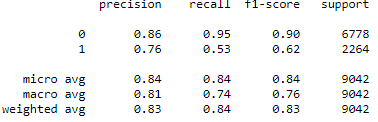 precision recall f1-score support
0 0.86 0.95 0.90 6778
1 0.76 0.53 0.62 2264
micro avg 0.84 0.84 0.84 9042
macro avg 0.81 0.74 0.76 9042
weighted avg 0.83 0.84 0.83 9042